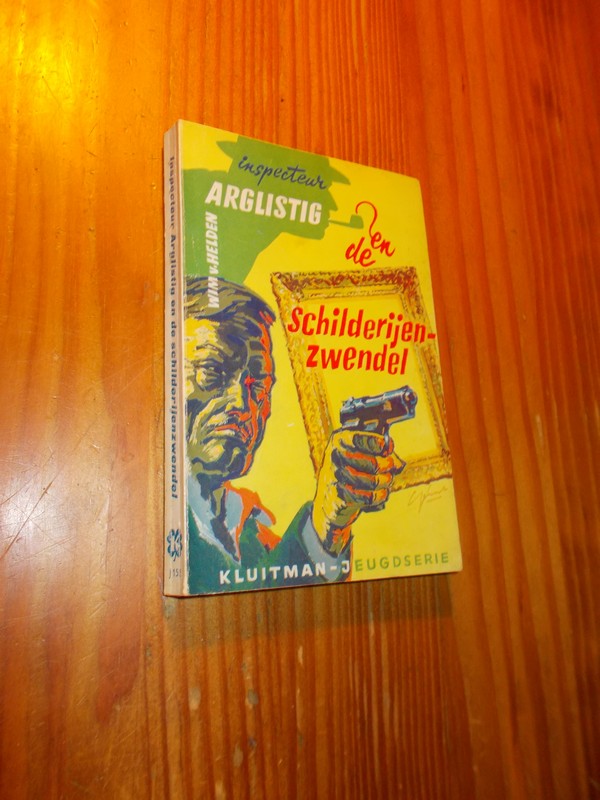 inspecteur
ARGLISTIG
WIM v. HELDEN
en
de
Schilderijen-
zwendel
KLUITMAN-JEUGDSERIE
Inspecteur Arglistig en de schilderijenzwendel